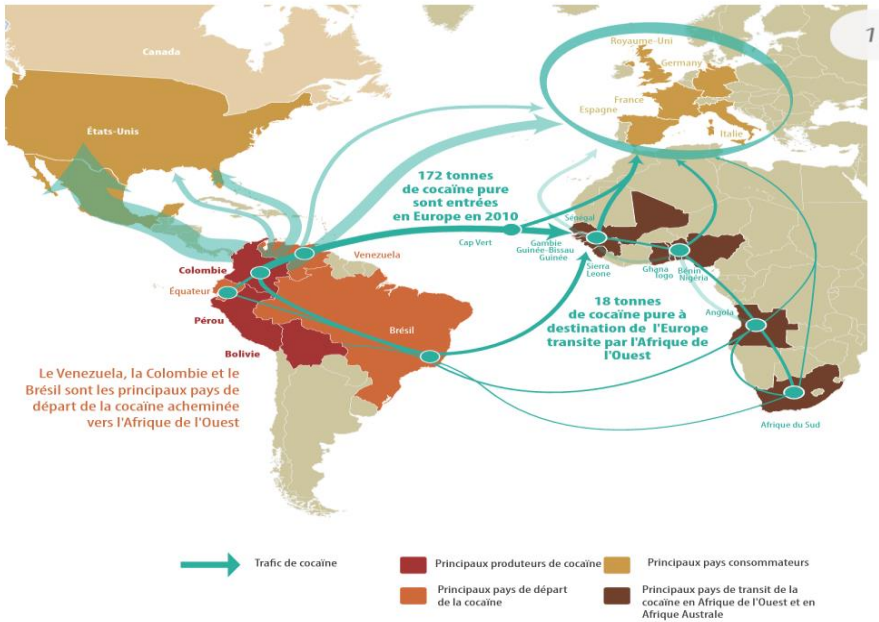 1
Canada
Royaume-Uni
Germany
France
Espagne
Italie
États-Unis
172 tonnes
de cocaïne pure
sont entrées
en Europe en 2010
Sénégal
Cap Vert
Gambie
Guinée-Bissau
Guinée
Venezuela
Colombie
Sierra
Leone
Ghana
Togo
Bénin
Nigéria
Équateur
18 tonnes
de cocaïne pure à
destination de l'Europe
transite par l'Afrique de
l'Ouest
Angola
Pérou
Brésil
Bolivie
Le Venezuela, la Colombie et le
Brésil sont les principaux pays de
départ de la cocaïne acheminée
vers l'Afrique de l'Ouest
Afrique du Sud
Trafic de cocaïne
Principaux produteurs de cocaïne
Principaux pays consommateurs
Principaux pays de départ
de la cocaïne
Principaux pays de transit de la
cocaïne en Afrique de l'Ouest et en
Afrique Australe